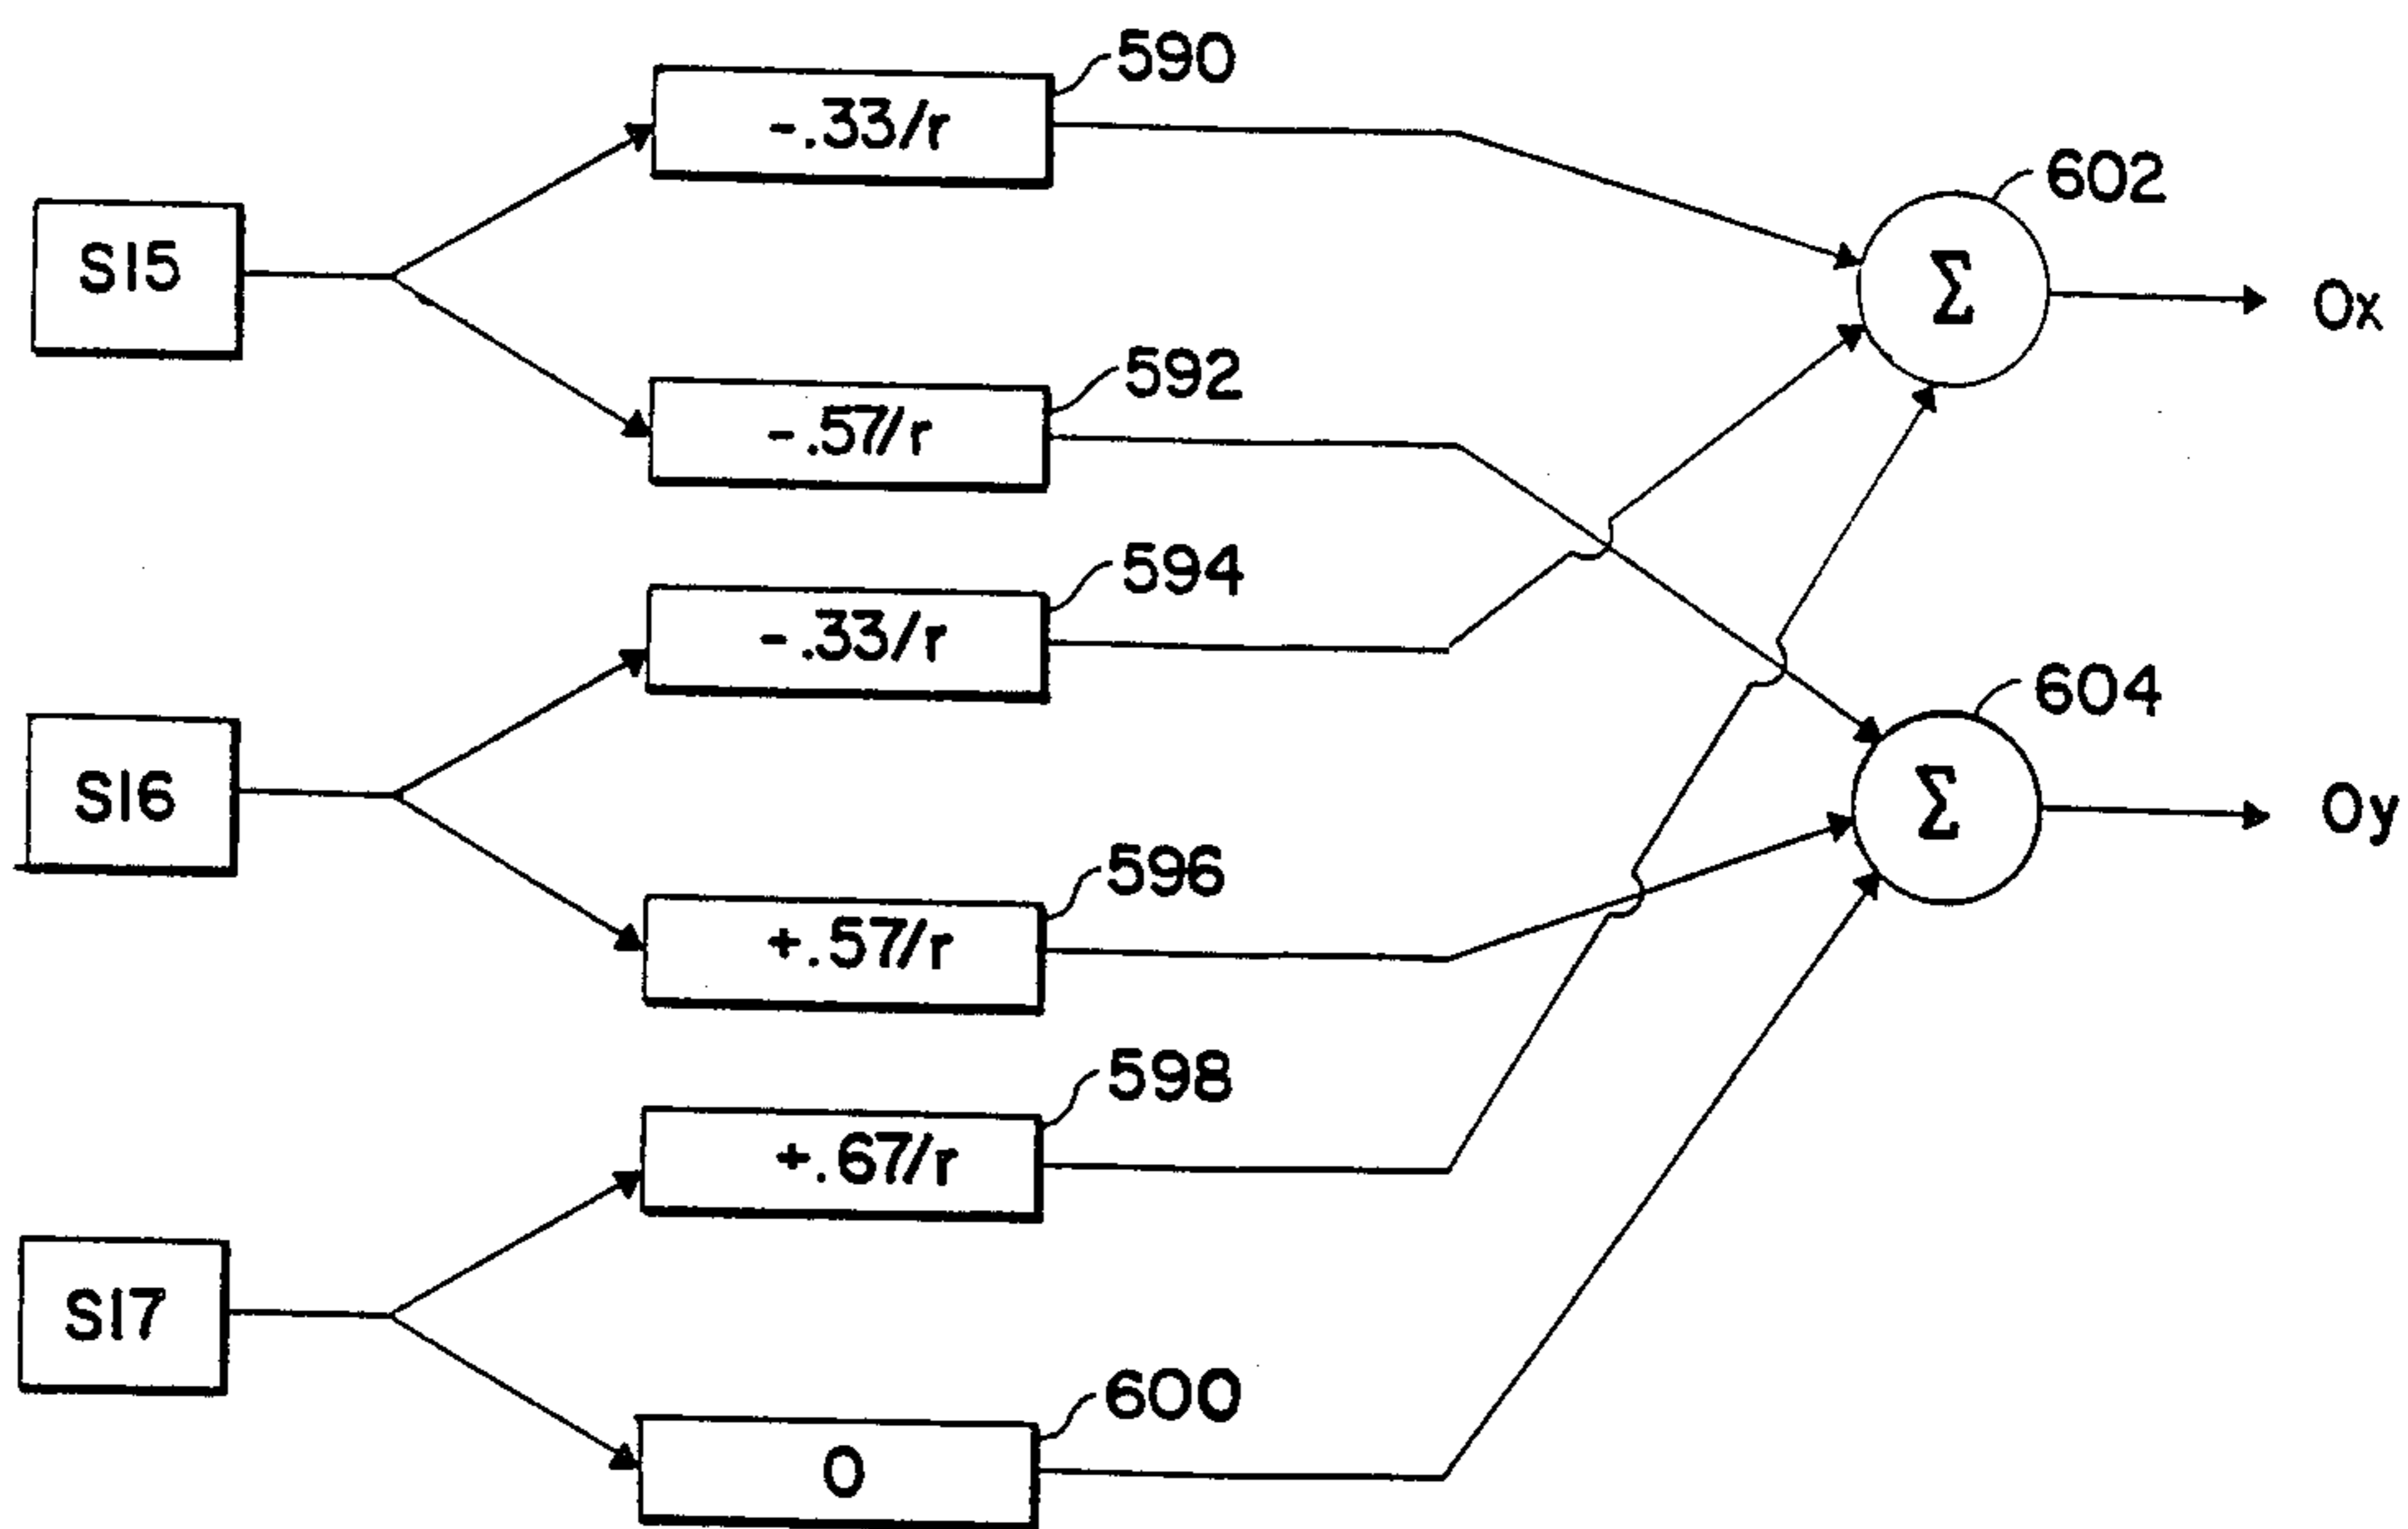 590
-.33/r
602
S15
Σ
Ox
592
-.57/r
594
-.33/r
604
S16
Σ
Oy
596
+.57/r
598
+.67/r
S17
600
0